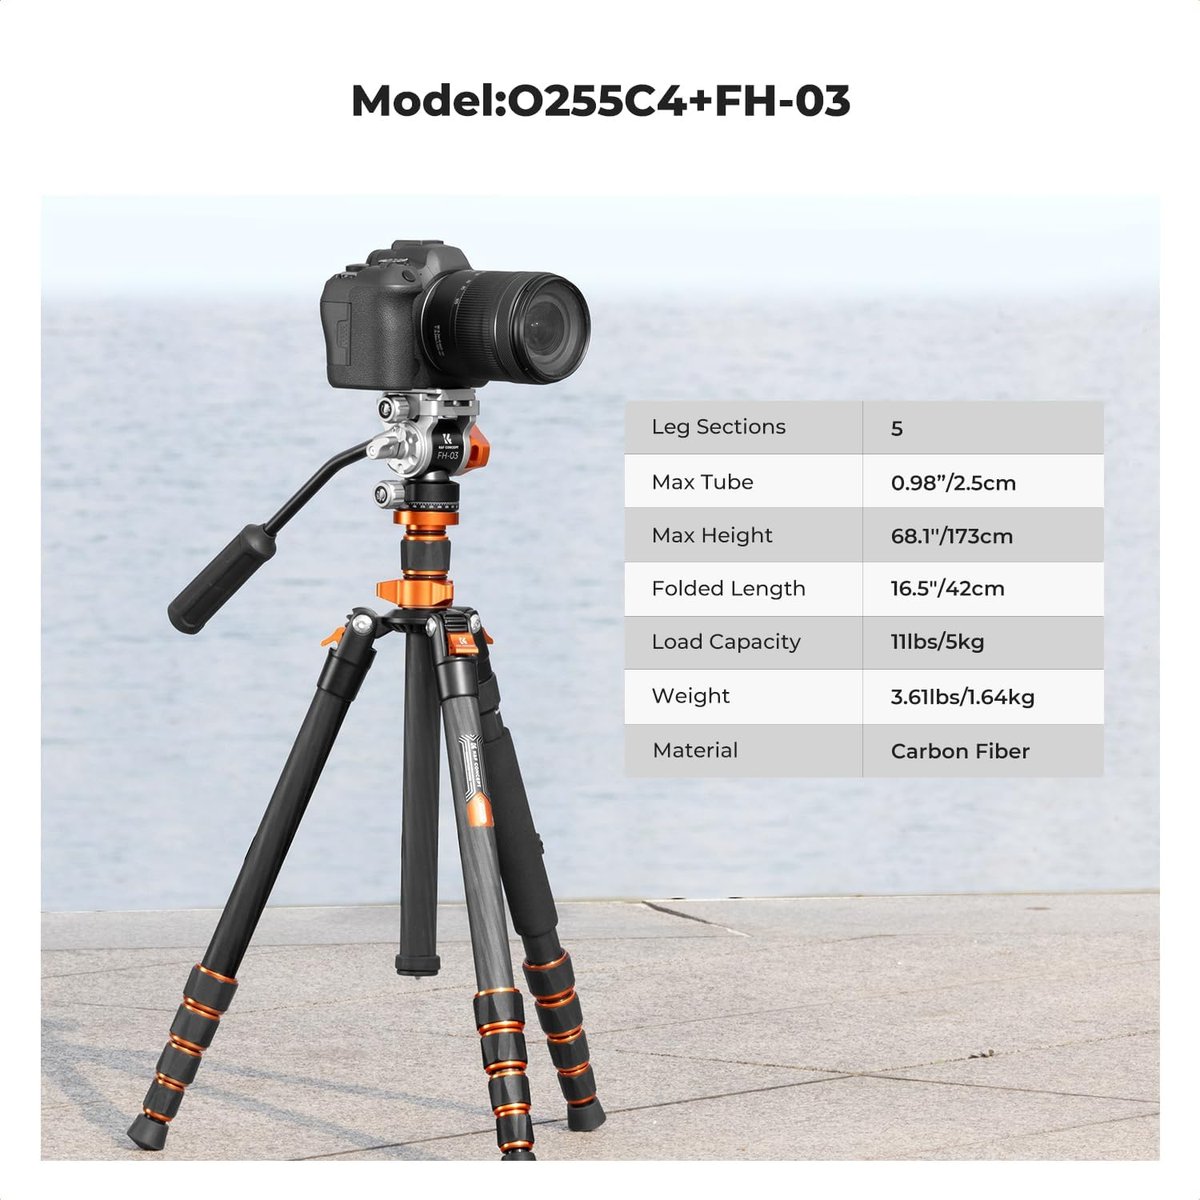 Model:O255C4+FH-03
K&F CONCEPT
FH-03
Leg Sections 5
Max Tube 0.98”/2.5cm
Max Height 68.1''/173cm
Folded Length 16.5"/42cm
Load Capacity 11lbs/5kg
Weight 3.61lbs/1.64kg
Material Carbon Fiber
K&F CONCEPT